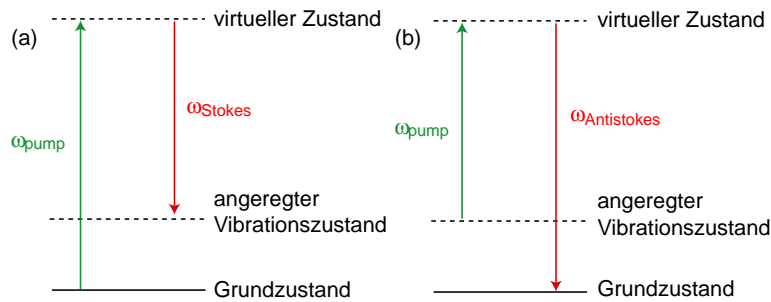 (a)
virtueller Zustand
ωpump
ωStokes
angeregter
Vibrationszustand
Grundzustand
(b)
virtueller Zustand
ωpump
ωAntistokes
angeregter
Vibrationszustand
Grundzustand